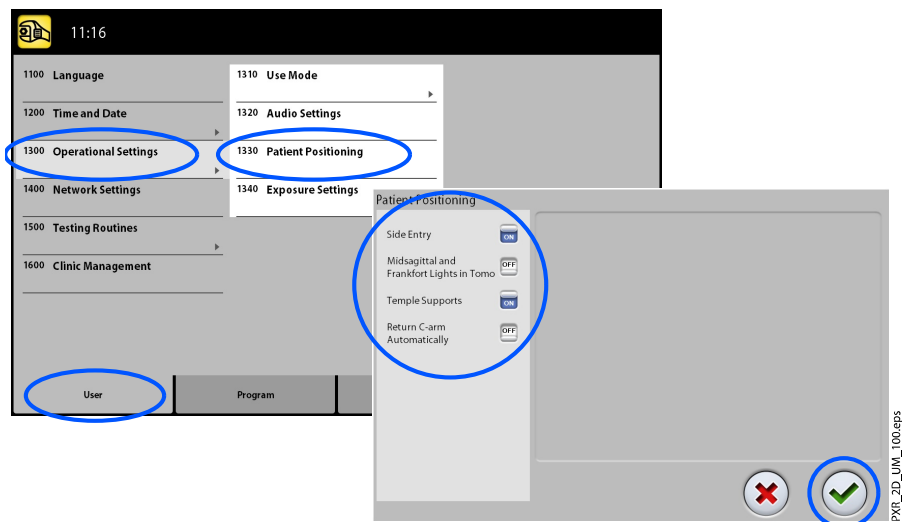 11:16
1100 Language
1200 Time and Date
1300 Operational Settings
1400 Network Settings
1500 Testing Routines
1600 Clinic Management
1310 Use Mode
1320 Audio Settings
1330 Patient Positioning
1340 Exposure Settings
User
Program
Patient Positioning
Side Entry
ON
Midsagittal and
Frankfort Lights in Tomo
OFF
Temple Supports
ON
Return C-arm
Automatically
OFF
PXR_2D_UM_100.eps